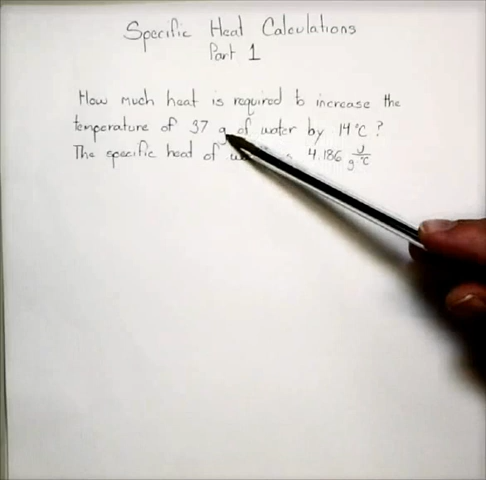 Specific Heat Calculations
Part 1
How much heat is required to increase the
temperature of 37 g of water by 14°C ?
The specific heat of 4.186 J/g°C